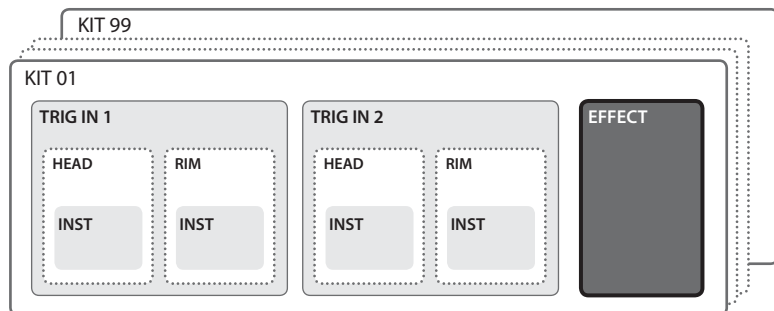 KIT 99
KIT 01
TRIG IN 1
HEAD
RIM
INST
INST
TRIG IN 2
HEAD
RIM
INST
INST
EFFECT